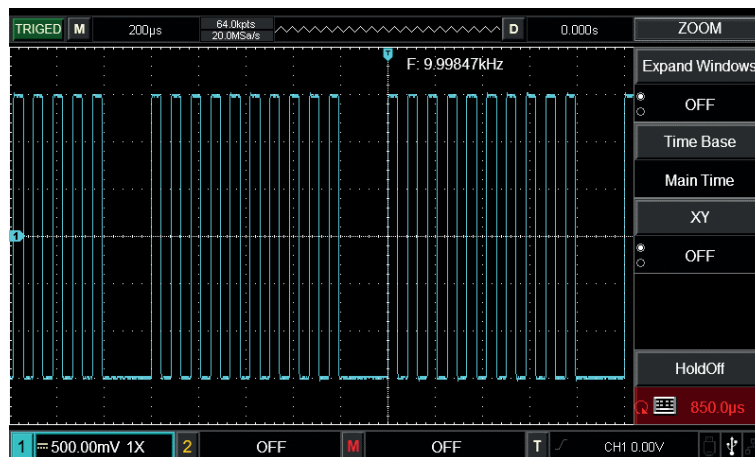 TRIGED M 200μs 64.0kpts 20.0MSa/s D 0.000s ZOOM
T
F: 9.99847kHz
Expand Windows
OFF
Time Base
Main Time
XY
1
OFF
HoldOff
850.0μs
1 500.00mV 1X 2 OFF M OFF T CH1 0.00V